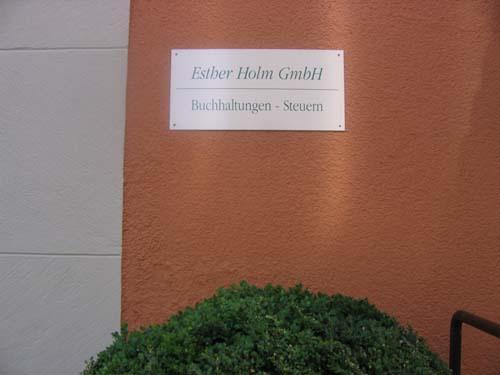 Esther Holm GmbH
Buchhaltungen - Steuern